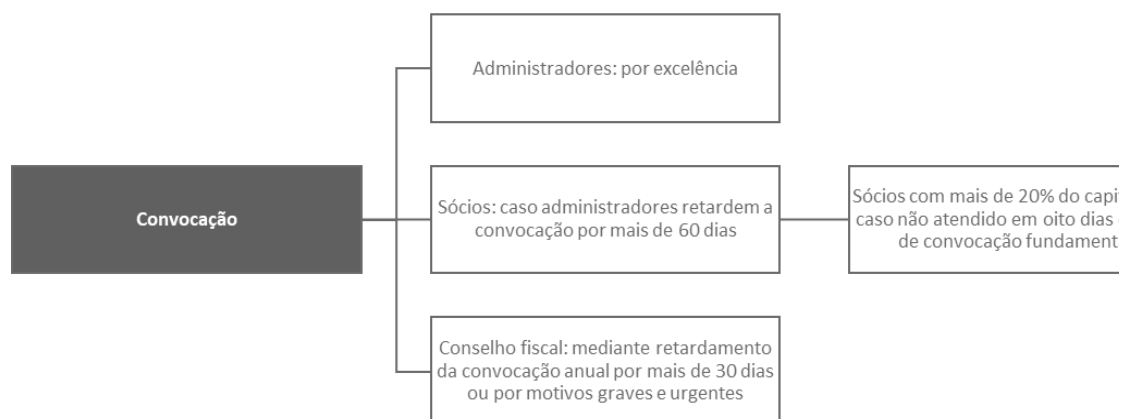 Administradores: por excelência
Convocação
Sócios: caso administradores retardem a
convocação por mais de 60 dias
Sócios com mais de 20% do
caso não atendido em oito dias
de convocação
Conselho fiscal: mediante retardamento
da convocação anual por mais de 30 dias
ou por motivos graves e urgentes